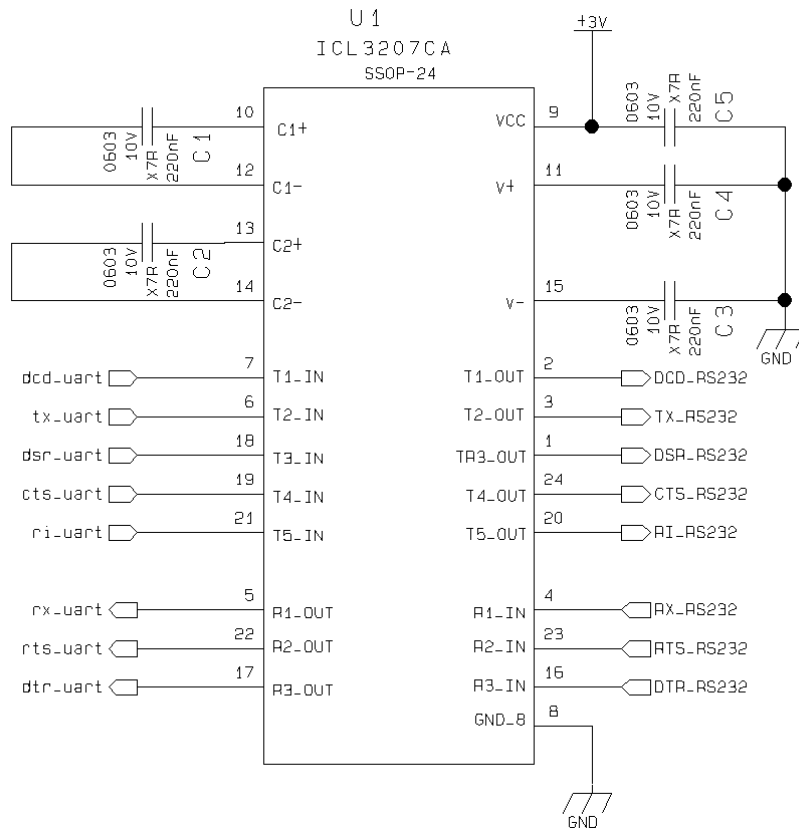 U1
ICL3207CA
SSOP-24
+3V
10
C1+
12
C1-
13
C2+
14
C2-
0603
10V
X7R
220nF
C1
0603
10V
X7R
220nF
C2
VCC
9
V+
11
V-
15
0603
10V
X7R
220nF
C5
0603
10V
X7R
220nF
C4
0603
10V
X7R
220nF
C3
GND
dcd_uart
7
T1_IN
T1_OUT
2
DCD_RS232
tx_uart
6
T2_IN
T2_OUT
3
TX_RS232
dsr_uart
18
T3_IN
TR3_OUT
1
DSR_RS232
cts_uart
19
T4_IN
T4_OUT
24
CTS_RS232
ri_uart
21
T5_IN
T5_OUT
20
RI_RS232
rx_uart
5
R1_OUT
R1_IN
4
RX_RS232
rts_uart
22
R2_OUT
R2_IN
23
RTS_RS232
dtr_uart
17
R3_OUT
R3_IN
16
DTR_RS232
GND_8
8
GND